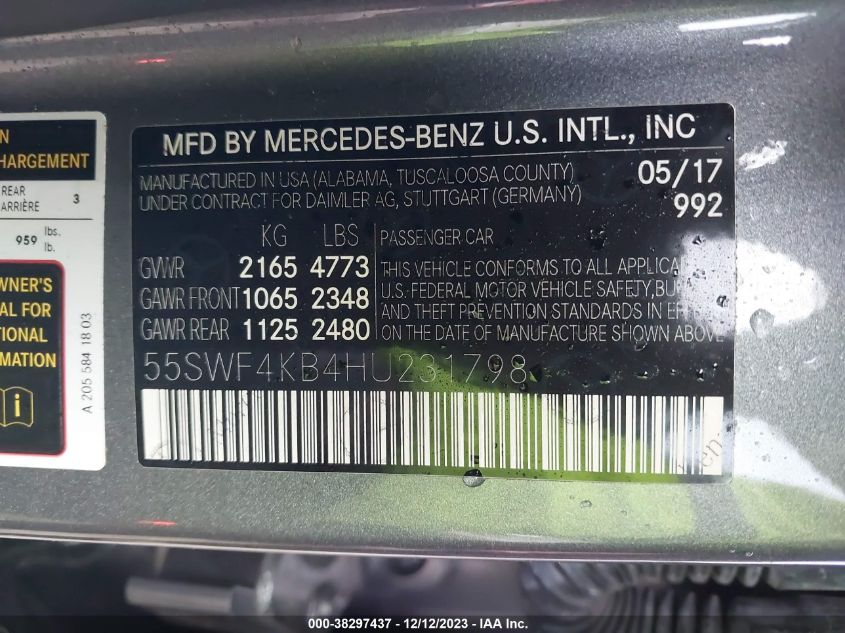 N
CHARGEMENT
REAR
ARRIÈRE 3
959 lbs.
lb.
WNER'S
AL FOR
TIONAL
ATION
A 205 584 18 03
MFD BY MERCEDES-BENZ U.S. INTL., INC
MANUFACTURED IN USA (ALABAMA, TUSCALOOSA COUNTY) 05/17
UNDER CONTRACT FOR DAIMLER AG, STUTTGART (GERMANY) 992
KG LBS PASSENGER CAR
GVWR 2165 4773
GAWR FRONT 1065 2348
GAWR REAR 1125 2480
THIS VEHICLE CONFORMS TO ALL APPLICA
U.S. FEDERAL MOTOR VEHICLE SAFETY, BU
AND THEFT PREVENTION STANDARDS IN EF
ON THE DATE OF MANUFACTURE SHOWN ABOVE
55SWF4KB4HU231798
000-38297437 - 12/12/2023 - IAA Inc.